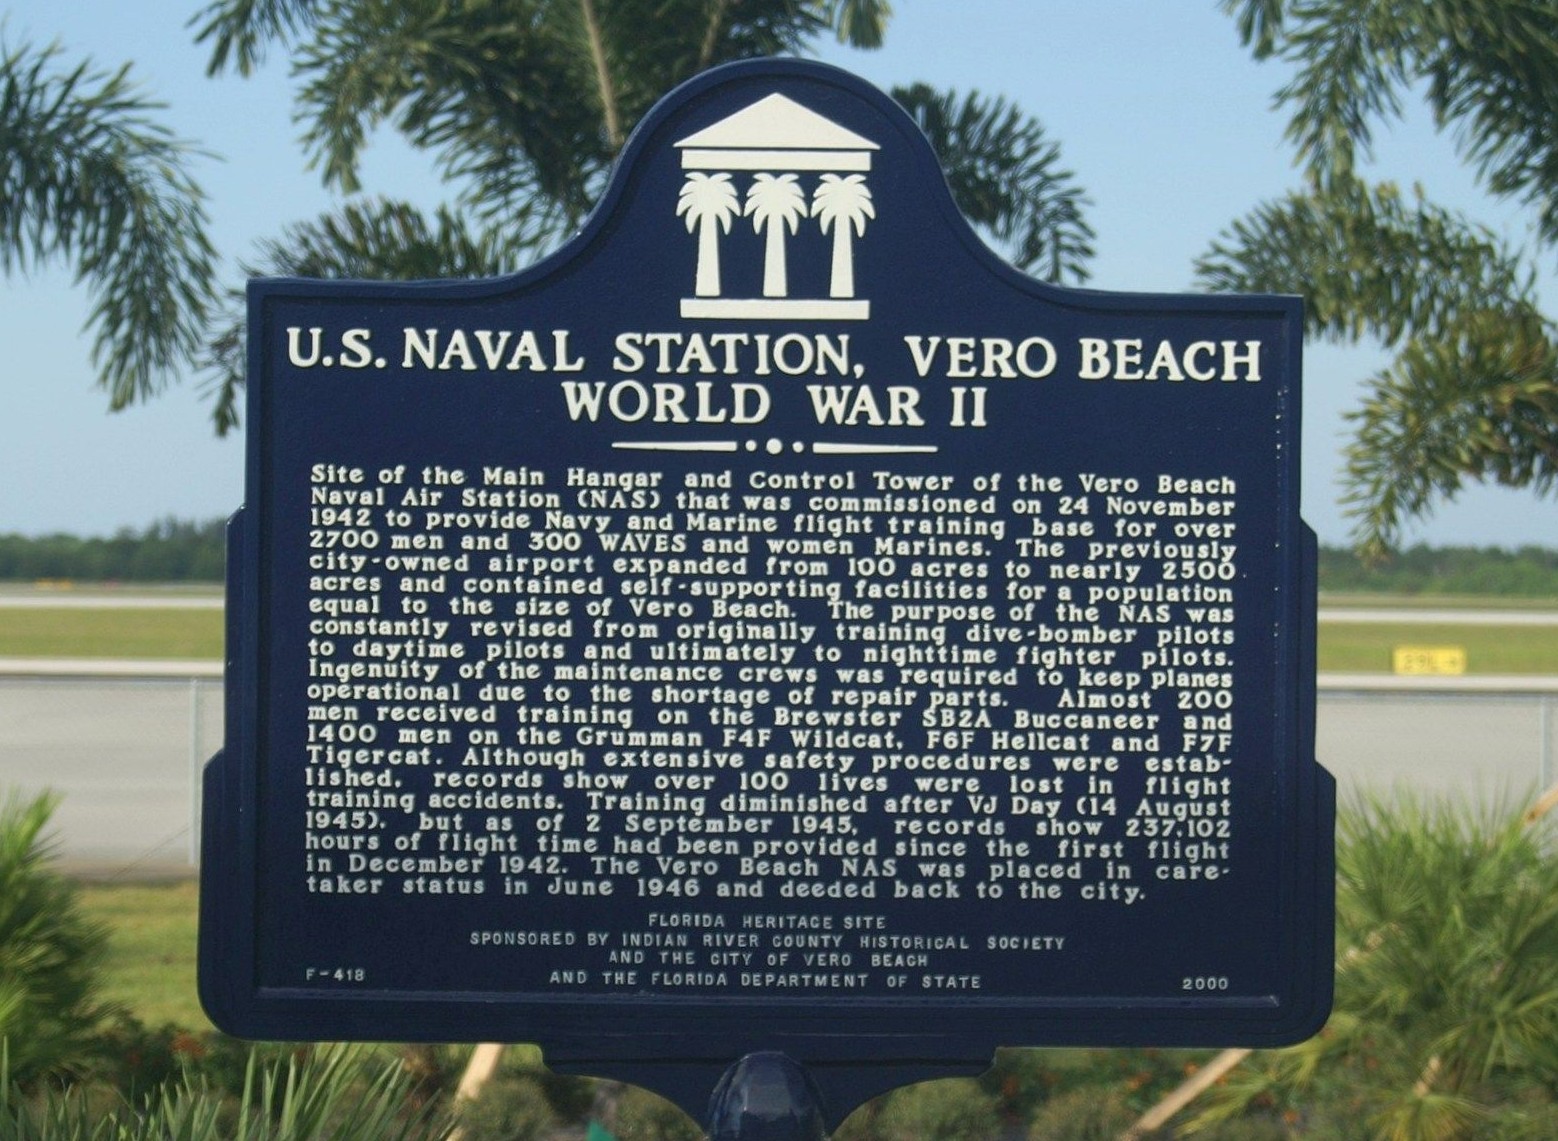 U.S. NAVAL STATION, VERO BEACH
WORLD WAR II
Site of the Main Hangar and Control Tower of the Vero Beach
Naval Air Station (NAS) that was commissioned on 24 November
1942 to provide Navy and Marine flight training base for over
2700 men and 300 WAVES and women Marines. The previously
city-owned airport expanded from 100 acres to nearly 2500
acres and contained self-supporting facilities for a population
equal to the size of Vero Beach. The purpose of the NAS was
constantly revised from originally training dive-bomber pilots
to daytime pilots and ultimately to nighttime fighter pilots.
Ingenuity of the maintenance crews was required to keep planes
operational due to the shortage of repair parts. Almost 200
men received training on the Brewster SB2A Buccaneer and
1400 men on the Grumman F4F Wildcat, F6F Hellcat and F7F
Tigercat. Although extensive safety procedures were estab-
lished, records show over 100 lives were lost in flight
training accidents. Training diminished after VJ Day (14 August
1945), but as of 2 September 1945, records show 237,102
hours of flight time had been provided since the first flight
in December 1942. The Vero Beach NAS was placed in care-
taker status in June 1946 and deeded back to the city.
FLORIDA HERITAGE SITE
SPONSORED BY INDIAN RIVER COUNTY HISTORICAL SOCIETY
AND THE CITY OF VERO BEACH
F-418 AND THE FLORIDA DEPARTMENT OF STATE 2000